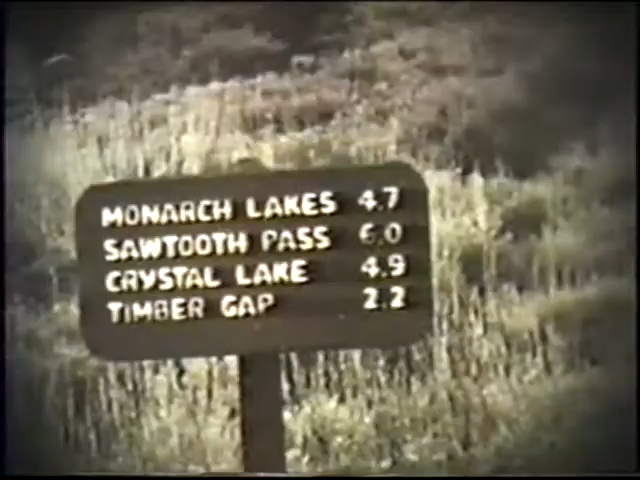 MONARCH LAKES 4.7
SAWTOOTH PASS 6.0
CRYSTAL LAKE 4.9
TIMBER GAP 2.2